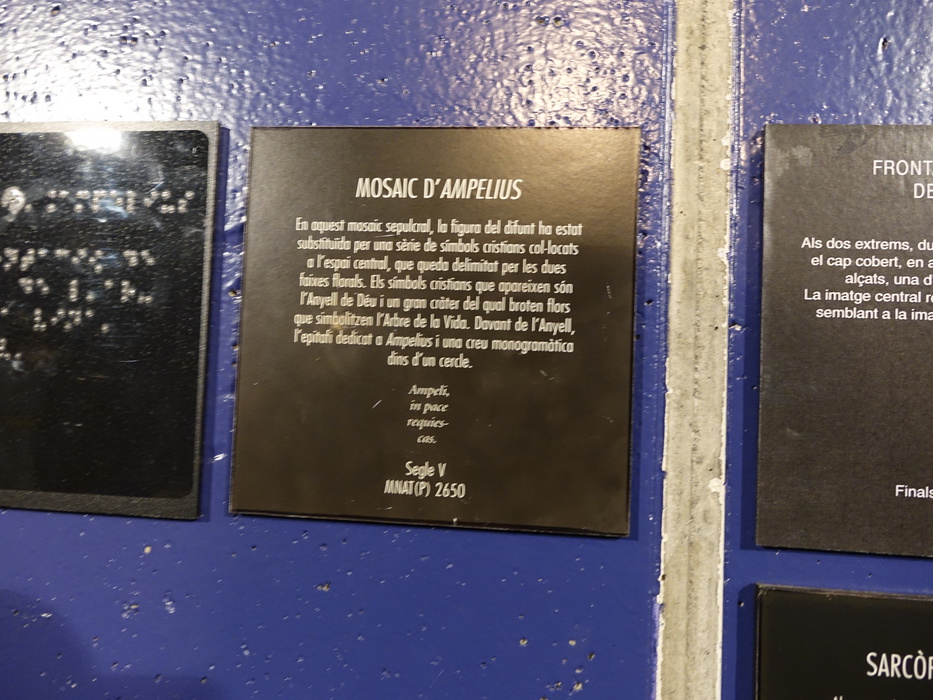 MOSAIC D'AMPELIUS
En aquest mosaic sepulcral, la figura del difunt ha estat
substituïda per una sèrie de símbols cristians col·locats
a l'espai central, que queda delimitat per les dues
faixes florals. Els símbols cristians que apareixen són
l'Anyell de Déu i un gran cràter del qual broten flors
que simbolitzen l'Arbre de la Vida. Davant de l'Anyell,
l'epitafi dedicat a Ampelius i una creu monogramàtica
dins d'un cercle.
Ampeli,
in pace
requies-
cas.
Segle V
MNAT(P) 2650
FRONTA
DE
Als dos extrems, du
el cap cobert, en a
alçats, una d'
La imatge central re
semblant a la ima
Finals
SARCÒF